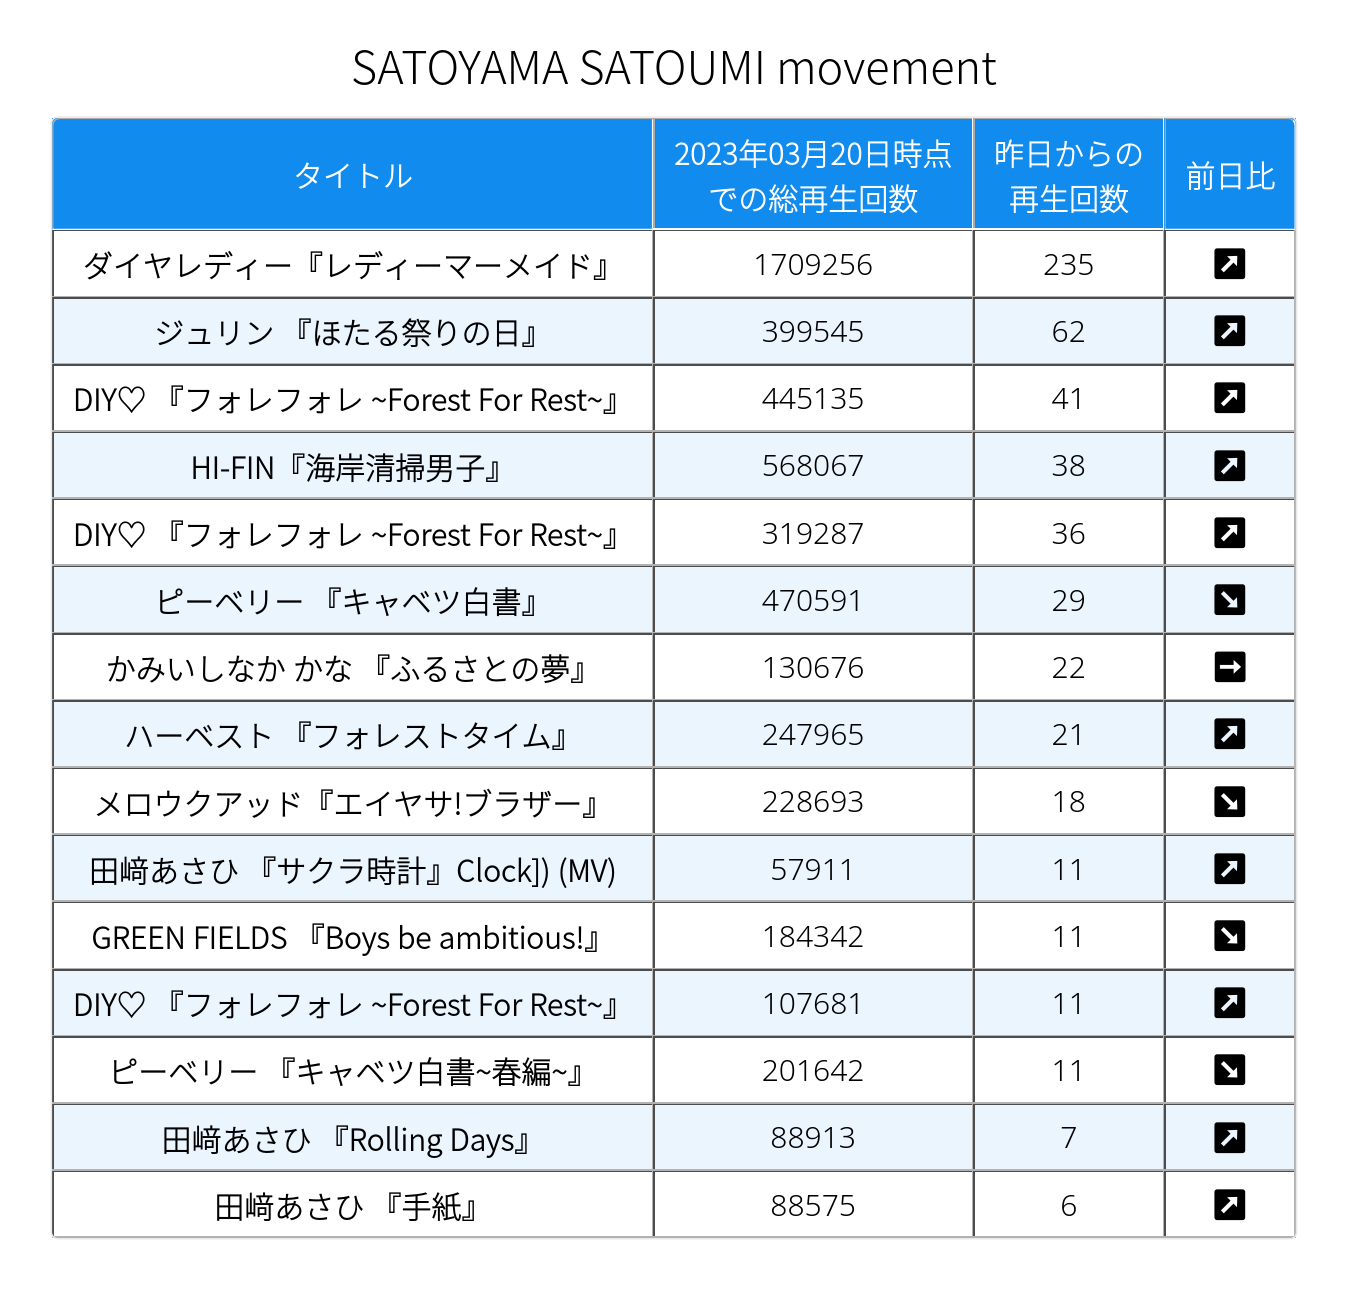 SATOYAMA SATOUMI movement
タイトル 2023年03月20日時点での総再生回数 昨日からの再生回数 前日比
ダイヤレディー『レディーマーメイド』 1709256 235 ↗
ジュリン 『ほたる祭りの日』 399545 62 ↗
DIY♡ 『フォレフォレ ~Forest For Rest~』 445135 41 ↗
HI-FIN『海岸清掃男子』 568067 38 ↗
DIY♡ 『フォレフォレ ~Forest For Rest~』 319287 36 ↗
ピーベリー 『キャベツ白書』 470591 29 ↘
かみいしなか かな 『ふるさとの夢』 130676 22 →
ハーベスト 『フォレストタイム』 247965 21 ↗
メロウクアッド『エイヤサ!ブラザー』 228693 18 ↘
田﨑あさひ 『サクラ時計』Clock]) (MV) 57911 11 ↗
GREEN FIELDS 『Boys be ambitious!』 184342 11 ↘
DIY♡ 『フォレフォレ ~Forest For Rest~』 107681 11 ↗
ピーベリー 『キャベツ白書~春編~』 201642 11 ↘
田﨑あさひ 『Rolling Days』 88913 7 ↗
田﨑あさひ 『手紙』 88575 6 ↗